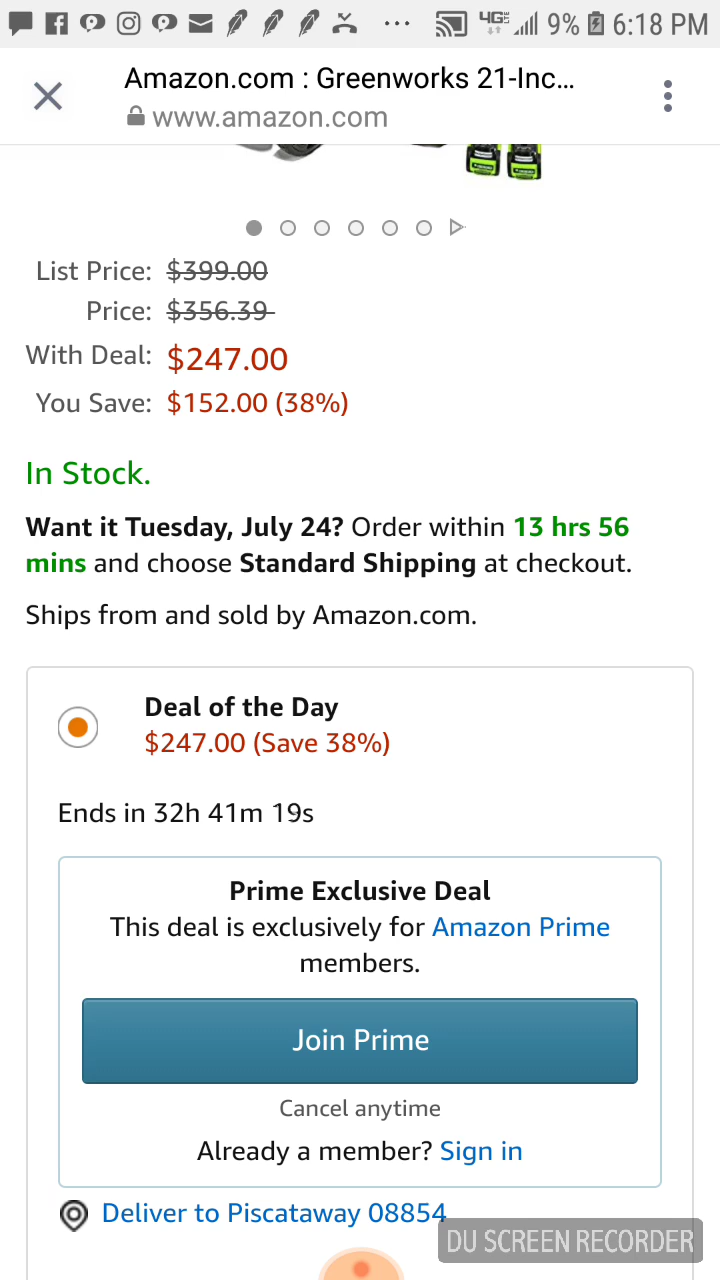 4G LTE 9% 6:18 PM
Amazon.com : Greenworks 21-Inc...
www.amazon.com
List Price: $399.00
Price: $356.39
With Deal: $247.00
You Save: $152.00 (38%)
In Stock.
Want it Tuesday, July 24? Order within 13 hrs 56
mins and choose Standard Shipping at checkout.
Ships from and sold by Amazon.com.
Deal of the Day
$247.00 (Save 38%)
Ends in 32h 41m 19s
Prime Exclusive Deal
This deal is exclusively for Amazon Prime
members.
Join Prime
Cancel anytime
Already a member? Sign in
Deliver to Piscataway 08854
DU SCREEN RECORDER